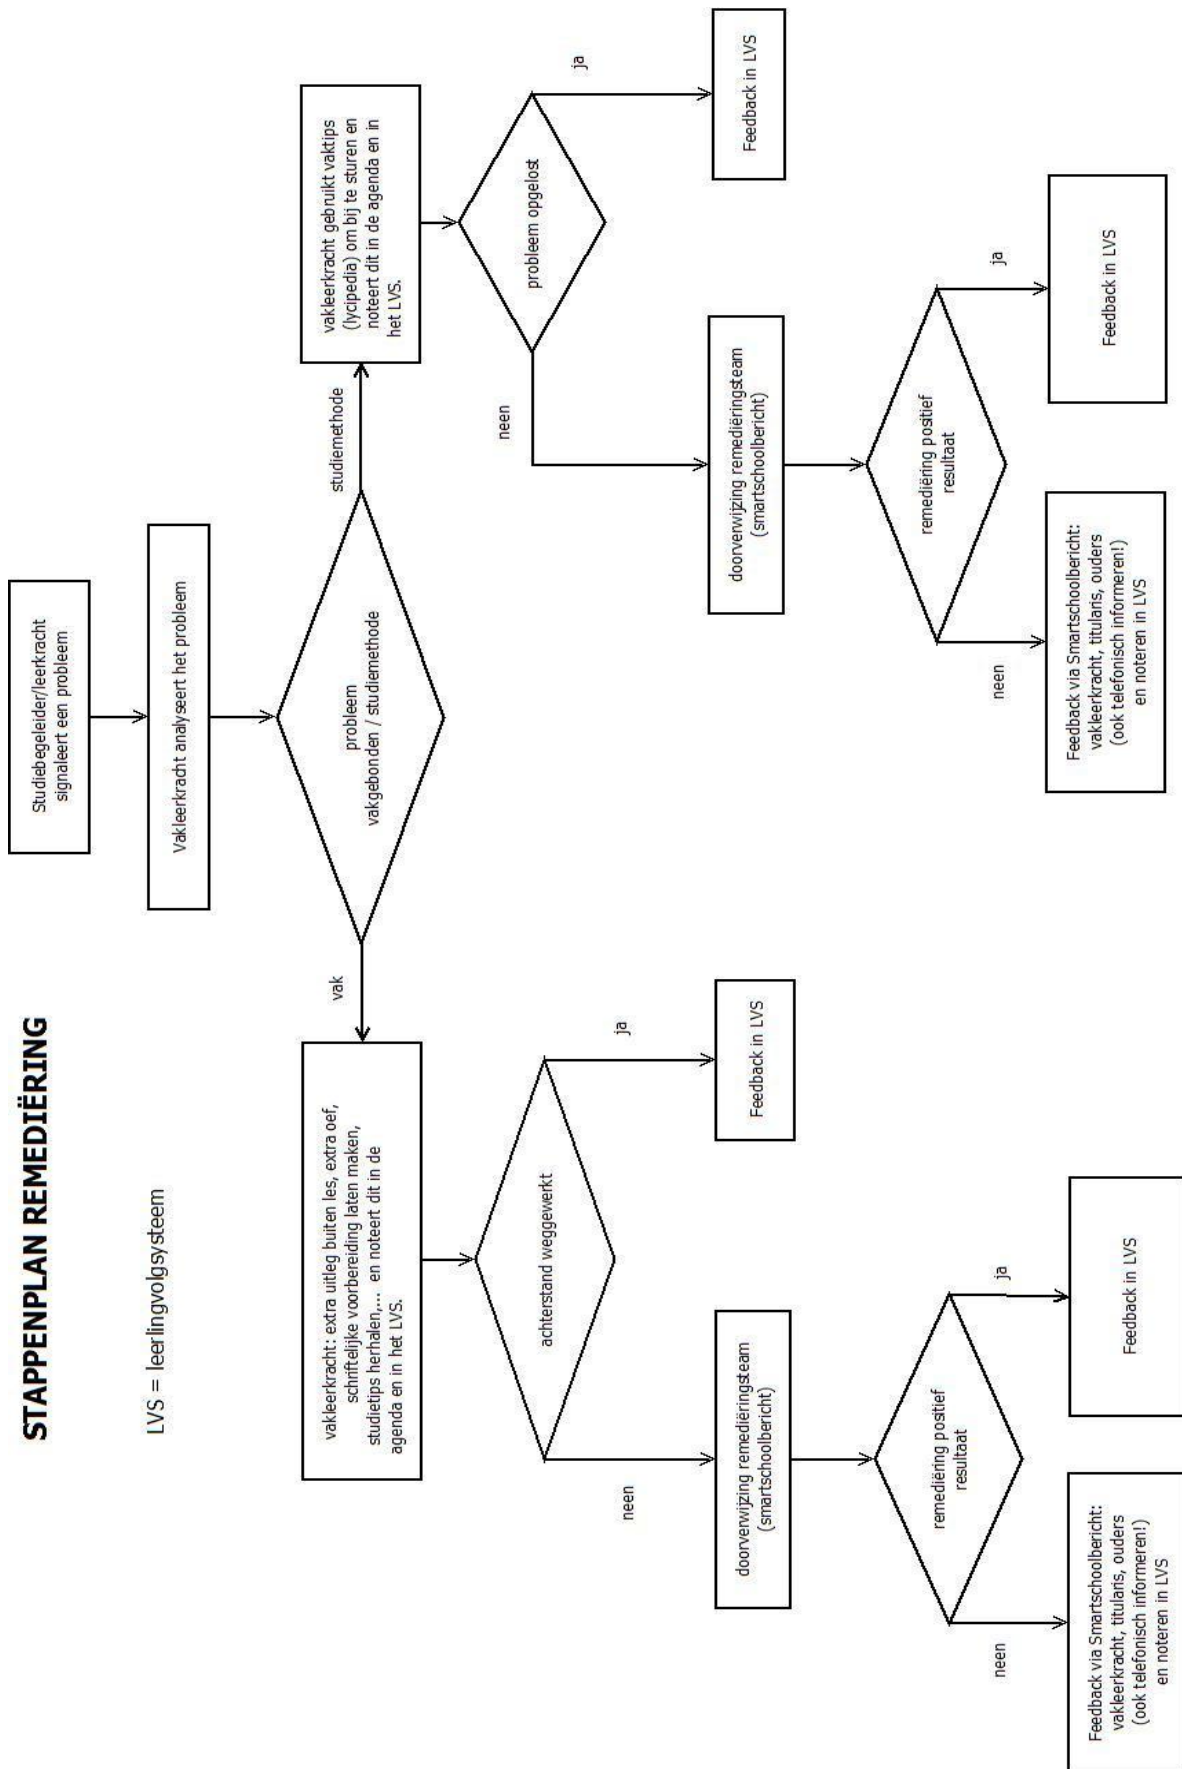 STAPPENPLAN REMEDIËRING
LVS = leerlingvolgsysteem
Studiebegeleider/leerkracht
signaleert een probleem
Vakleerkracht analyseert het probleem
probleem
vakgebonden / studiemethode
vak
studiemethode
vakleerkracht: extra uitleg buiten les, extra oef,
schriftelijke voorbereiding laten maken,
studietips herhalen,... en noteert dit in de
agenda en in het LVS.
vakleerkracht gebruikt vaktips
(lycipedia) om bij te sturen en
noteert dit in de agenda en in
het LVS.
achterstand weggewerkt
neen
ja
Feedback in LVS
doorverwijzing remediëringsteam
(smartschoolbericht)
remediëring positief
resultaat
neen
ja
Feedback via Smartschoolbericht:
vakleerkracht, titularis, ouders
(ook telefonisch informeren!)
en noteren in LVS
Feedback in LVS
probleem opgelost
neen
ja
Feedback in LVS
doorverwijzing remediëringsteam
(smartschoolbericht)
remediëring positief
resultaat
neen
ja
Feedback via Smartschoolbericht:
vakleerkracht, titularis, ouders
(ook telefonisch informeren!)
en noteren in LVS
Feedback in LVS